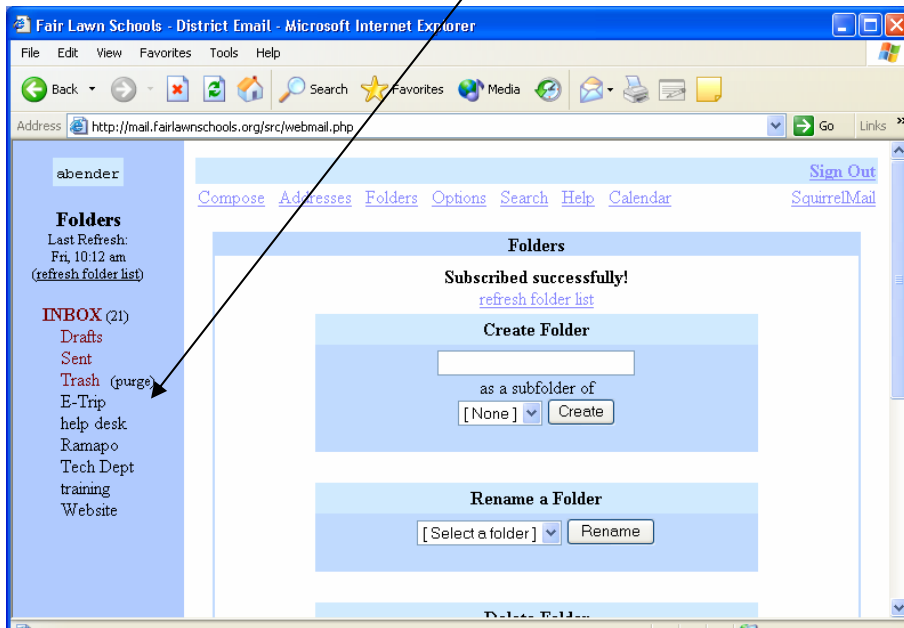 Fair Lawn Schools - District Email - Microsoft Internet Explorer
File Edit View Favorites Tools Help
Back Search Favorites Media
Address http://mail.fairlawnschools.org/src/webmail.php Go Links »
abender
Folders
Last Refresh:
Fri, 10:12 am
(refresh folder list)
INBOX (21)
Drafts
Sent
Trash (purge)
E-Trip
help desk
Ramapo
Tech Dept
training
Website
Sign Out
Compose Addresses Folders Options Search Help Calendar SquirrelMail
Folders
Subscribed successfully!
refresh folder list
Create Folder
as a subfolder of
[ None ] Create
Rename a Folder
[ Select a folder ] Rename
Delete Folder